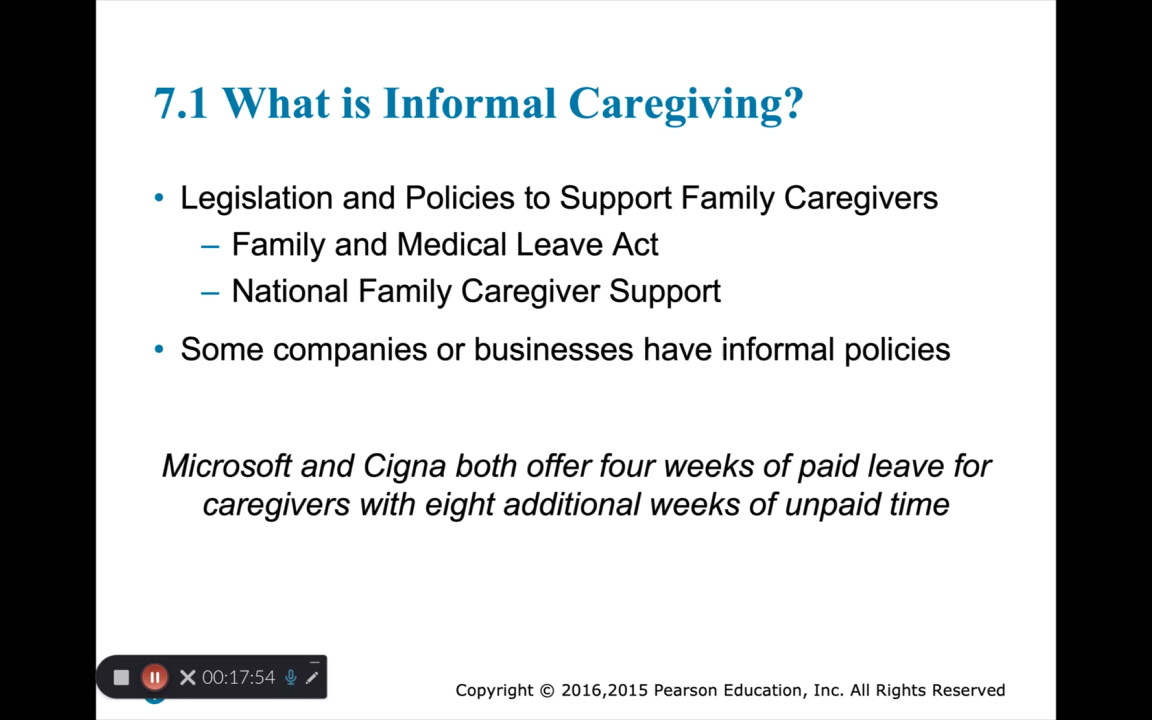 7.1 What is Informal Caregiving?
• Legislation and Policies to Support Family Caregivers
– Family and Medical Leave Act
– National Family Caregiver Support
• Some companies or businesses have informal policies
Microsoft and Cigna both offer four weeks of paid leave for
caregivers with eight additional weeks of unpaid time
00:17:54
Copyright © 2016,2015 Pearson Education, Inc. All Rights Reserved